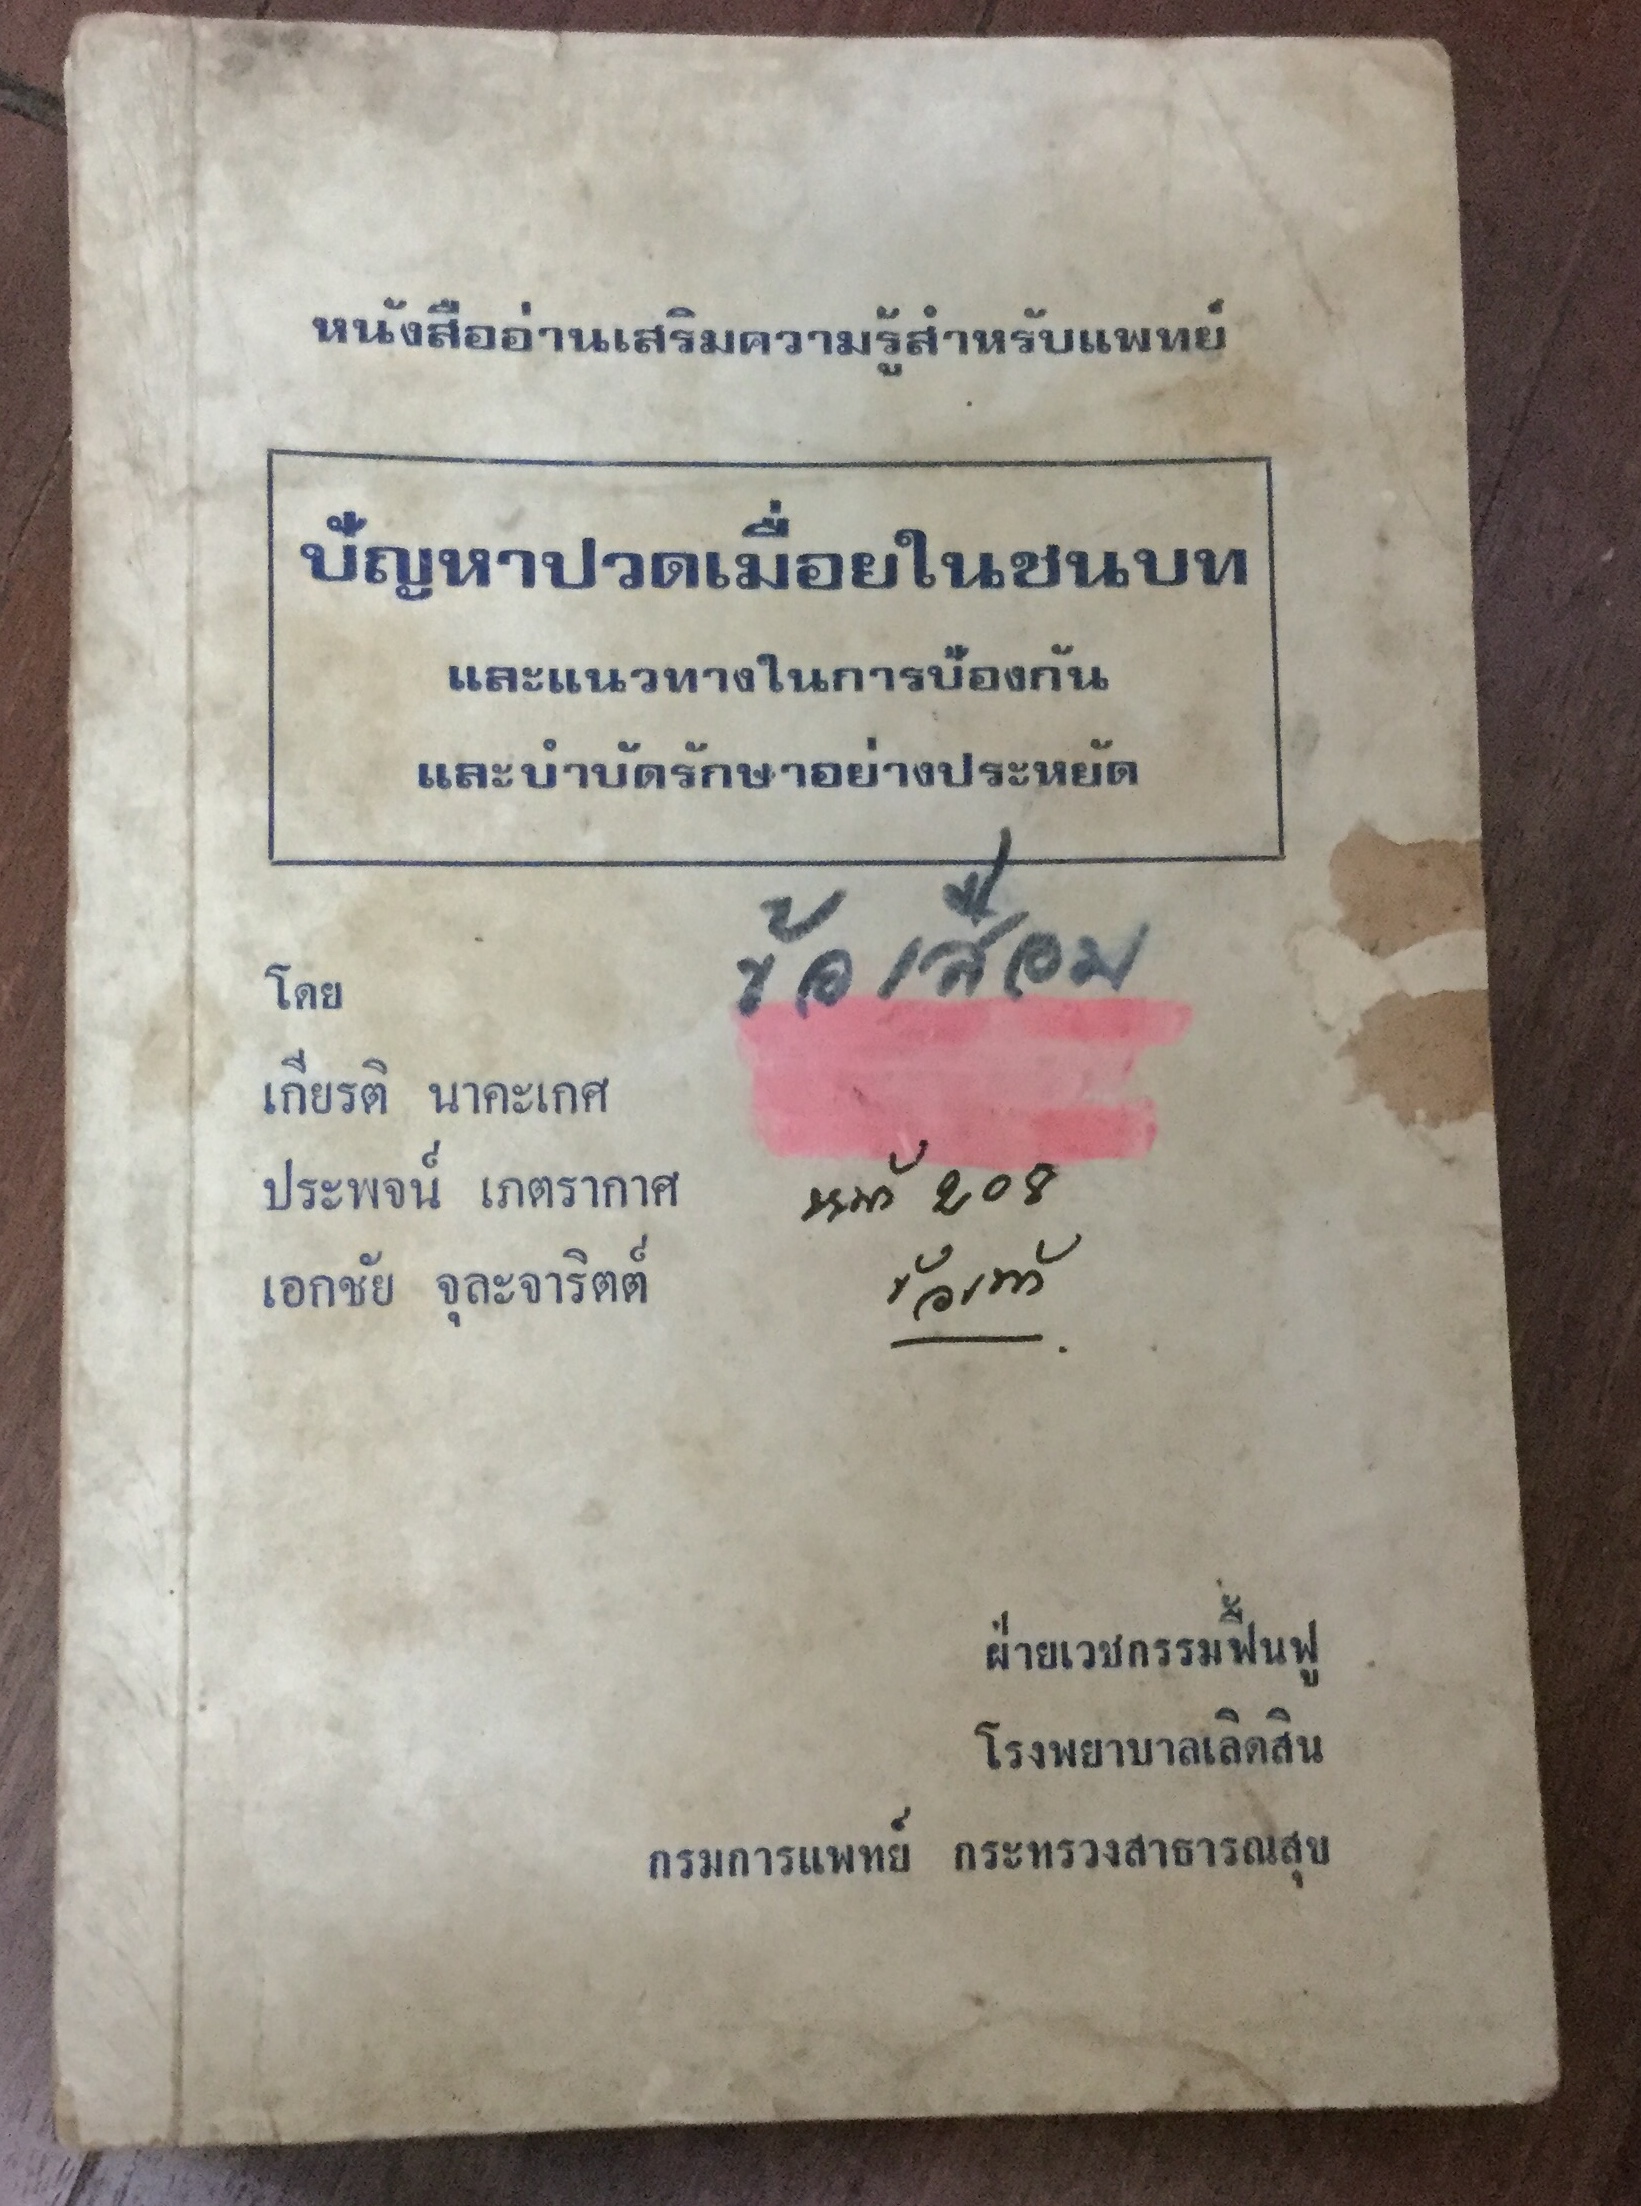 หนังสืออ่านเสริมความรู้สำหรับแพทย์
ปัญหาปวดเมื่อยในชนบท
และแนวทางในการป้องกัน
และบำบัดรักษาอย่างประหยัด
ข้อเสื่อม
โดย
เกียรติ นาคะเกศ
ประพจน์ เภตรากาศ
หน้า 208
เอกชัย จุละจาริตต์
ข้อเท้า
ฝ่ายเวชกรรมฟื้นฟู
โรงพยาบาลเลิดสิน
กรมการแพทย์ กระทรวงสาธารณสุข